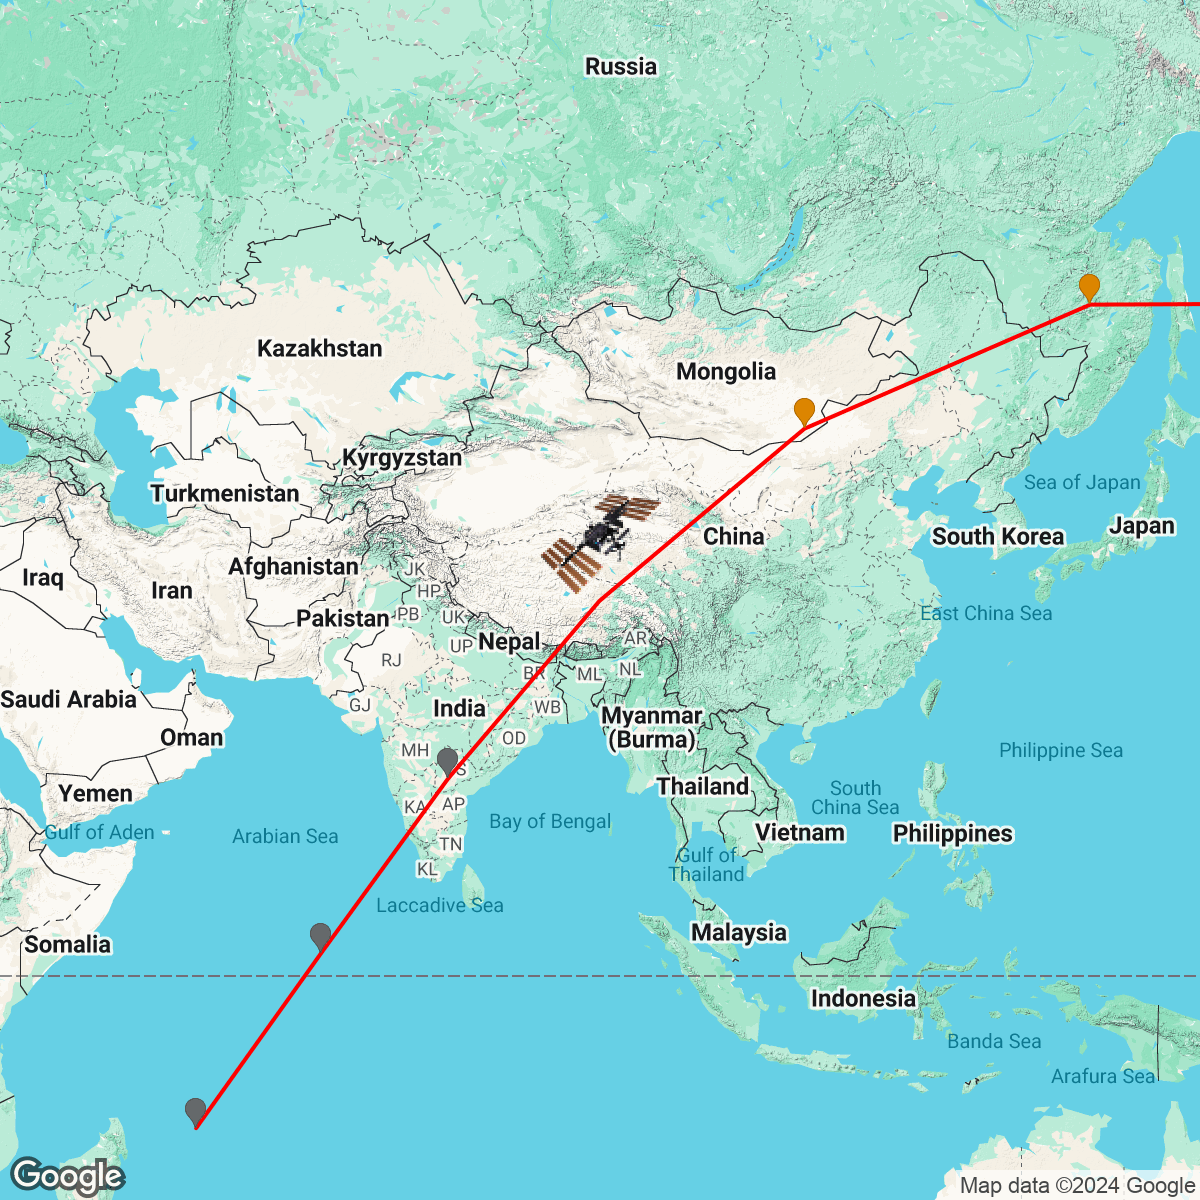 Russia
Kazakhstan
Mongolia
Kyrgyzstan
Turkmenistan
Sea of Japan
Japan
China
South Korea
Afghanistan
JK
Iraq
Iran
HP
Pakistan
PB
UK
East China Sea
Nepal
AR
UP
RJ
BR
ML
NL
Saudi Arabia
GJ
India
WB
Myanmar
(Burma)
Oman
OD
MH
Philippine Sea
Thailand
Yemen
KA
AP
South
China Sea
Gulf of Aden
Arabian Sea
Bay of Bengal
Vietnam
Philippines
TN
KL
Gulf of
Thailand
Laccadive Sea
Somalia
Malaysia
Indonesia
Banda Sea
Arafura Sea
Google
Map data ©2024 Google